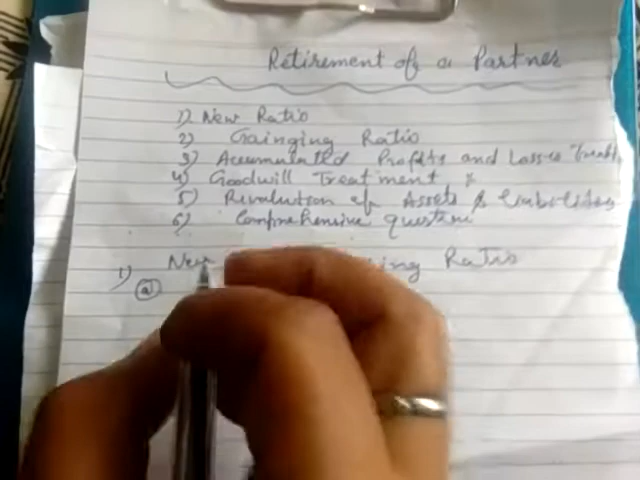 Retirement of a Partner
1) New Ratio
2) Gainging Ratio
3) Accumulated Profits and Losses
4) Goodwill Treatment
5) Revaluation of Assets &
6) Comprehensive question
1) New Ratio
(a)